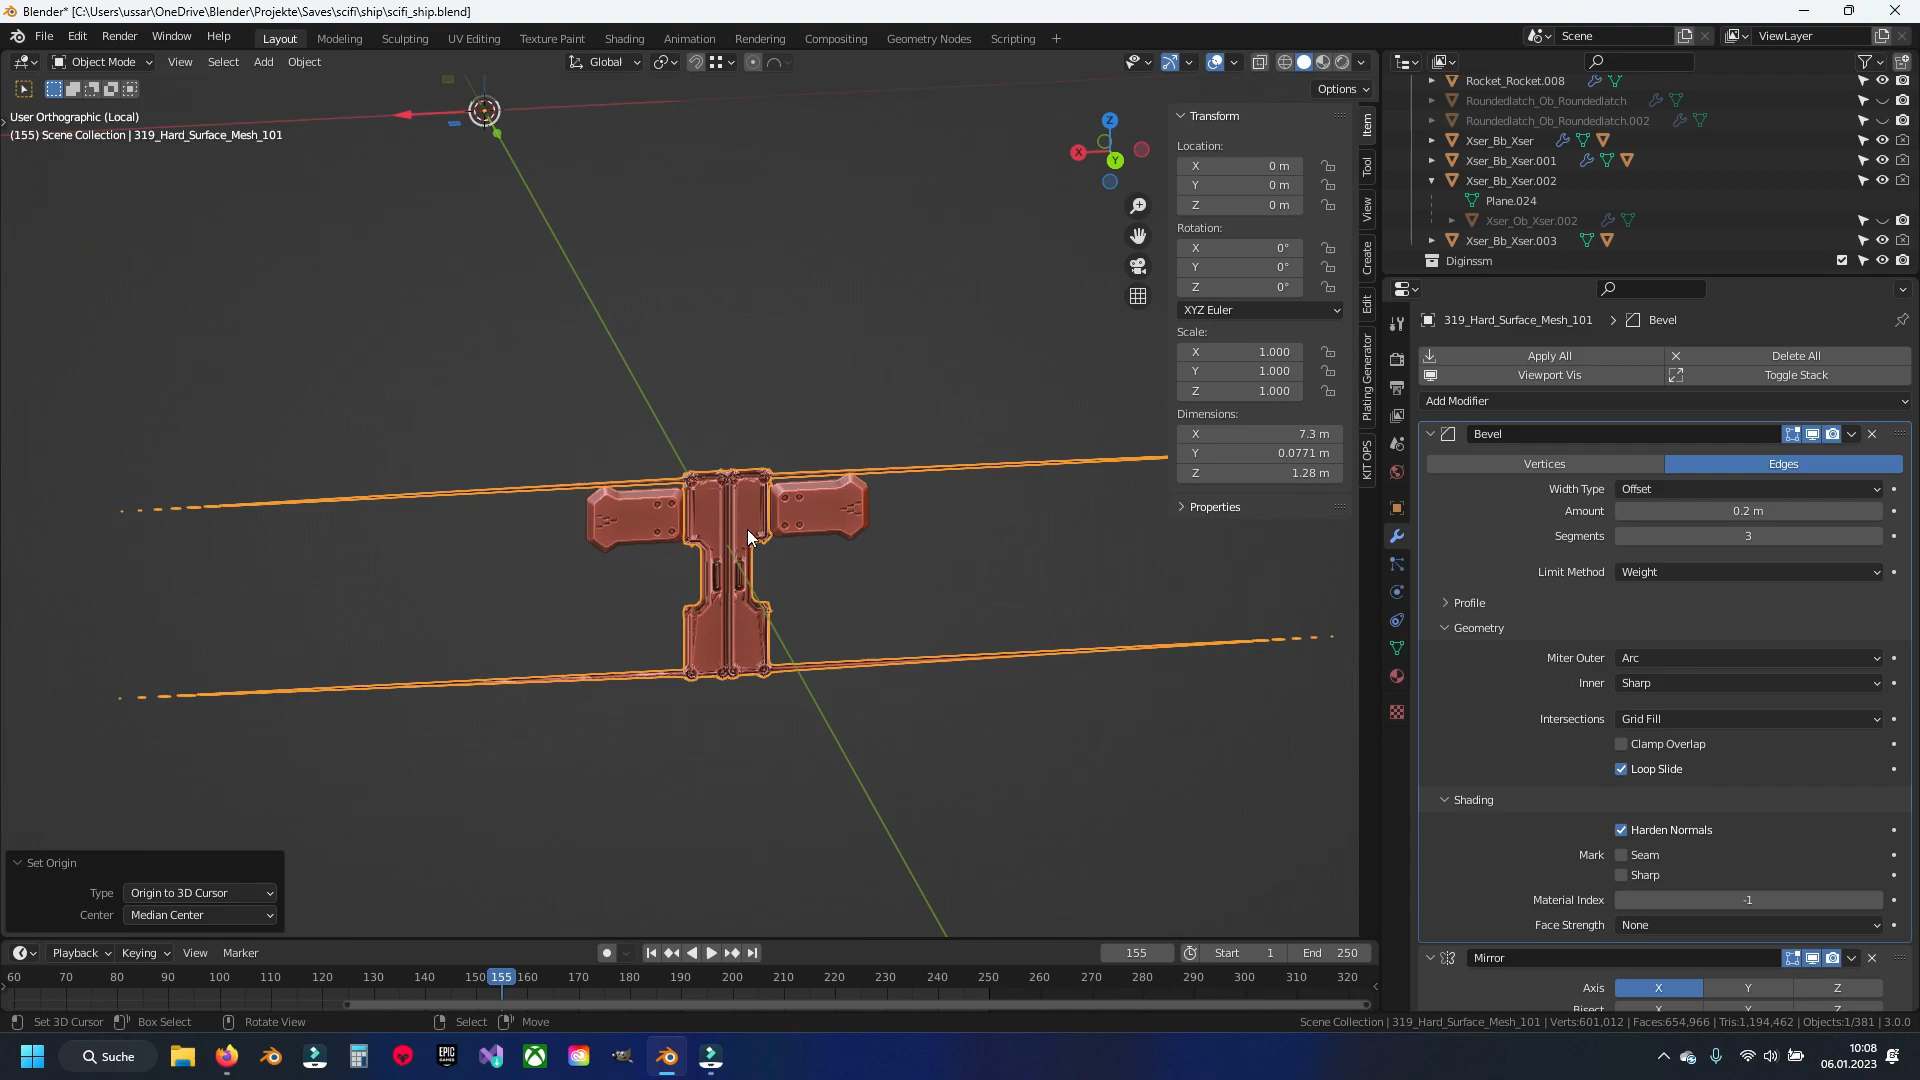 Blender* [C:\Users\ussar\OneDrive\Blender\Projekte\Saves\scifi\ship\scifi_ship.blend]
File Edit Render Window Help Layout Modeling Sculpting UV Editing Texture Paint Shading Animation Rendering Compositing Geometry Nodes Scripting + Scene ViewLayer
Object Mode View Select Add Object Global
Options
User Orthographic (Local)
(155) Scene Collection | 319_Hard_Surface_Mesh_101
Z
X
Y
Transform
Location:
X 0 m
Y 0 m
Z 0 m
Rotation:
X 0°
Y 0°
Z 0°
XYZ Euler
Scale:
X 1.000
Y 1.000
Z 1.000
Dimensions:
X 7.3 m
Y 0.0771 m
Z 1.28 m
Properties
Item
Tool
View
Create
Edit
Plating Generator
KIT OPS
Rocket_Rocket.008
Roundedlatch_Ob_Roundedlatch
Roundedlatch_Ob_Roundedlatch.002
Xser_Bb_Xser
Xser_Bb_Xser.001
Xser_Bb_Xser.002
Plane.024
Xser_Ob_Xser.002
Xser_Bb_Xser.003
Diginssm
319_Hard_Surface_Mesh_101 > Bevel
Apply All Delete All
Viewport Vis Toggle Stack
Add Modifier
Bevel
Vertices Edges
Width Type Offset
Amount 0.2 m
Segments 3
Limit Method Weight
Profile
Geometry
Miter Outer Arc
Inner Sharp
Intersections Grid Fill
Clamp Overlap
Loop Slide
Shading
Harden Normals
Mark Seam
Sharp
Material Index -1
Face Strength None
Mirror
Axis X Y Z
Bisect X Y Z
Set Origin
Type Origin to 3D Cursor
Center Median Center
Playback Keying View Marker 155 Start 1 End 250
60 70 80 90 100 110 120 130 140 150 155 160 170 180 190 200 210 220 230 240 250 260 270 280 290 300 310 320
Set 3D Cursor Box Select Rotate View Select Move Scene Collection | 319_Hard_Surface_Mesh_101 | Verts:601,012 | Faces:654,966 | Tris:1,194,462 | Objects:1/381 | 3.0.0
Suche
EPIC GAMES
10:08
06.01.2023